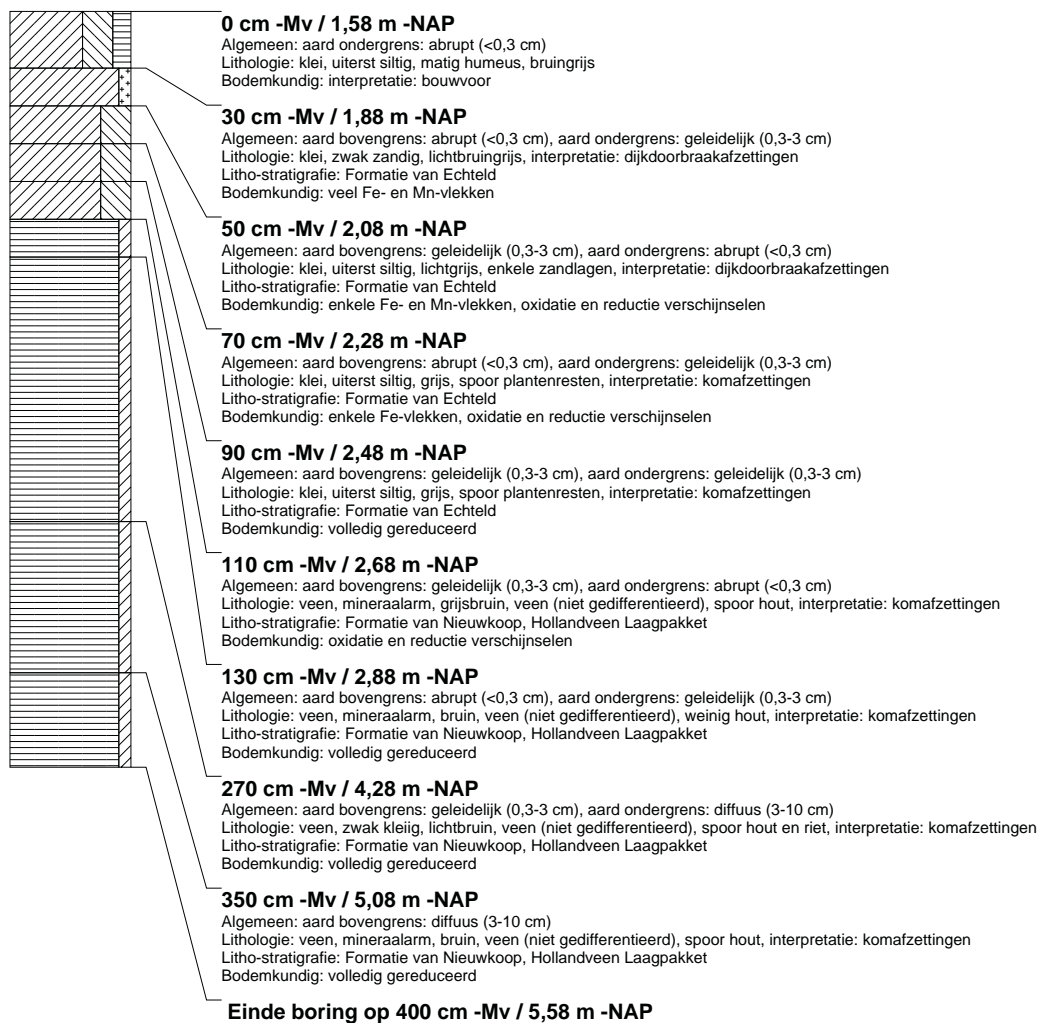 0 cm -Mv / 1,58 m -NAP
Algemeen: aard ondergrens: abrupt (<0,3 cm)
Lithologie: klei, uiterst siltig, matig humeus, bruingrijs
Bodemkundig: interpretatie: bouwvoor
30 cm -Mv / 1,88 m -NAP
Algemeen: aard bovengrens: abrupt (<0,3 cm), aard ondergrens: geleidelijk (0,3-3 cm)
Lithologie: klei, zwak zandig, lichtbruingrijs, interpretatie: dijkdoorbraakafzettingen
Litho-stratigrafie: Formatie van Echteld
Bodemkundig: veel Fe- en Mn-vlekken
50 cm -Mv / 2,08 m -NAP
Algemeen: aard bovengrens: geleidelijk (0,3-3 cm), aard ondergrens: abrupt (<0,3 cm)
Lithologie: klei, uiterst siltig, lichtgrijs, enkele zandlagen, interpretatie: dijkdoorbraakafzettingen
Litho-stratigrafie: Formatie van Echteld
Bodemkundig: enkele Fe- en Mn-vlekken, oxidatie en reductie verschijnselen
70 cm -Mv / 2,28 m -NAP
Algemeen: aard bovengrens: abrupt (<0,3 cm), aard ondergrens: geleidelijk (0,3-3 cm)
Lithologie: klei, uiterst siltig, grijs, spoor plantenresten, interpretatie: komafzettingen
Litho-stratigrafie: Formatie van Echteld
Bodemkundig: enkele Fe-vlekken, oxidatie en reductie verschijnselen
90 cm -Mv / 2,48 m -NAP
Algemeen: aard bovengrens: geleidelijk (0,3-3 cm), aard ondergrens: geleidelijk (0,3-3 cm)
Lithologie: klei, uiterst siltig, grijs, spoor plantenresten, interpretatie: komafzettingen
Litho-stratigrafie: Formatie van Echteld
Bodemkundig: volledig gereduceerd
110 cm -Mv / 2,68 m -NAP
Algemeen: aard bovengrens: geleidelijk (0,3-3 cm), aard ondergrens: abrupt (<0,3 cm)
Lithologie: veen, mineraalarm, grijsbruin, veen (niet gedifferentieerd), spoor hout, interpretatie: komafzettingen
Litho-stratigrafie: Formatie van Nieuwkoop, Hollandveen Laagpakket
Bodemkundig: oxidatie en reductie verschijnselen
130 cm -Mv / 2,88 m -NAP
Algemeen: aard bovengrens: abrupt (<0,3 cm), aard ondergrens: geleidelijk (0,3-3 cm)
Lithologie: veen, mineraalarm, bruin, veen (niet gedifferentieerd), weinig hout, interpretatie: komafzettingen
Litho-stratigrafie: Formatie van Nieuwkoop, Hollandveen Laagpakket
Bodemkundig: volledig gereduceerd
270 cm -Mv / 4,28 m -NAP
Algemeen: aard bovengrens: geleidelijk (0,3-3 cm), aard ondergrens: diffuus (3-10 cm)
Lithologie: veen, zwak kleiig, lichtbruin, veen (niet gedifferentieerd), spoor hout en riet, interpretatie: komafzettingen
Litho-stratigrafie: Formatie van Nieuwkoop, Hollandveen Laagpakket
Bodemkundig: volledig gereduceerd
350 cm -Mv / 5,08 m -NAP
Algemeen: aard bovengrens: diffuus (3-10 cm)
Lithologie: veen, mineraalarm, bruin, veen (niet gedifferentieerd), spoor hout, interpretatie: komafzettingen
Litho-stratigrafie: Formatie van Nieuwkoop, Hollandveen Laagpakket
Bodemkundig: volledig gereduceerd
Einde boring op 400 cm -Mv / 5,58 m -NAP